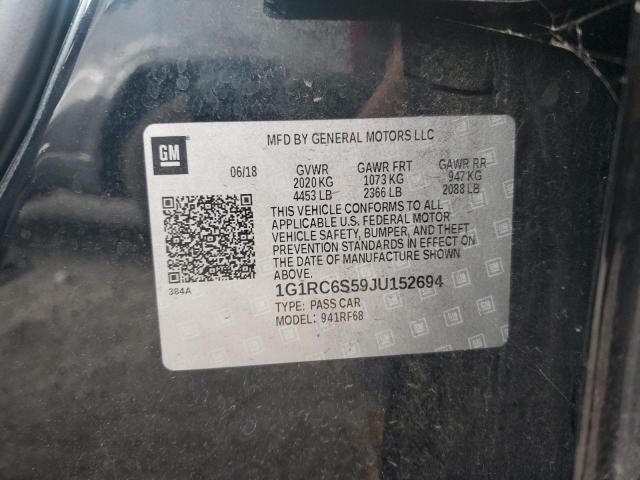 GM
MFD BY GENERAL MOTORS LLC
06/18 GVWR GAWR FRT GAWR RR
2020 KG 1073 KG 947 KG
4453 LB 2366 LB 2088 LB
THIS VEHICLE CONFORMS TO ALL
APPLICABLE U.S. FEDERAL MOTOR
VEHICLE SAFETY, BUMPER, AND THEFT
PREVENTION STANDARDS IN EFFECT ON
THE DATE OF MANUFACTURE SHOWN
ABOVE.
384A
1G1RC6S59JU152694
TYPE: PASS CAR
MODEL: 941RF68